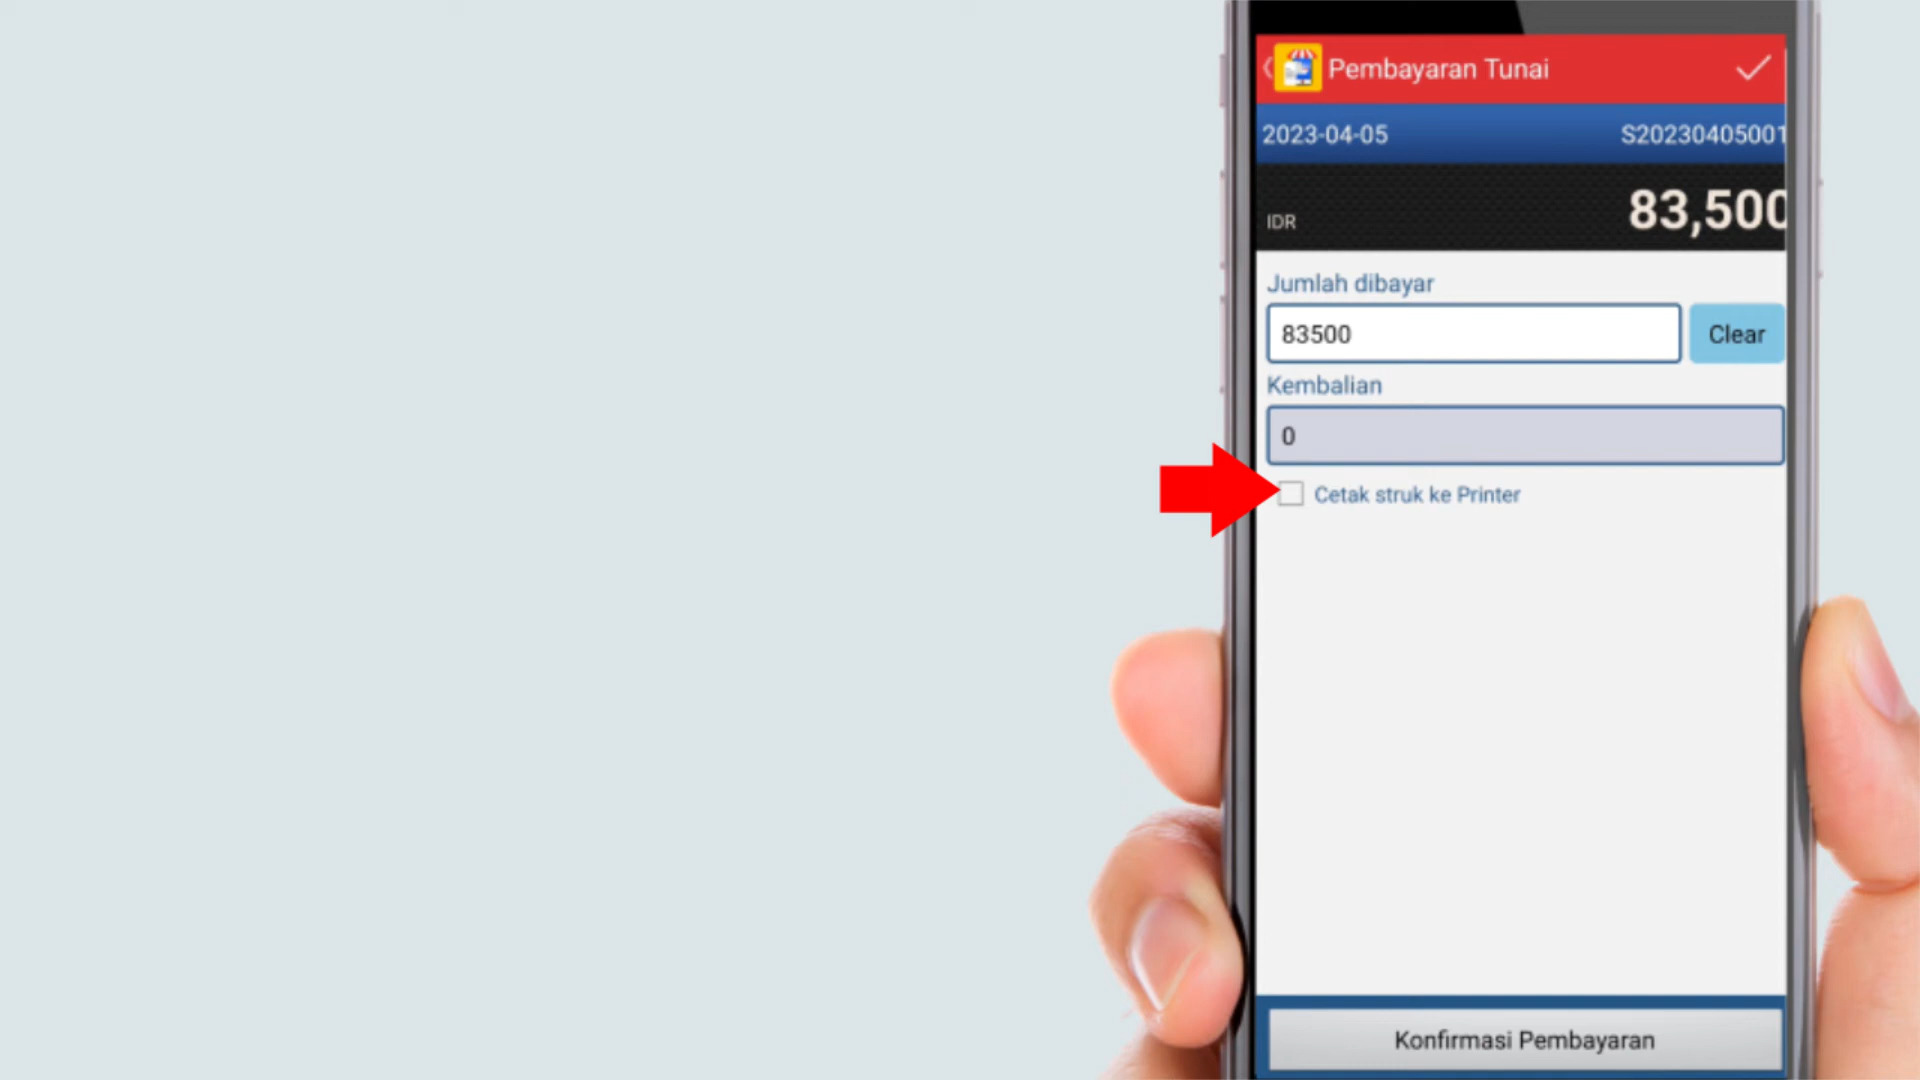 Pembayaran Tunai
2023-04-05 S20230405001
IDR 83,500
Jumlah dibayar
83500 Clear
Kembalian
0
Cetak struk ke Printer
Konfirmasi Pembayaran